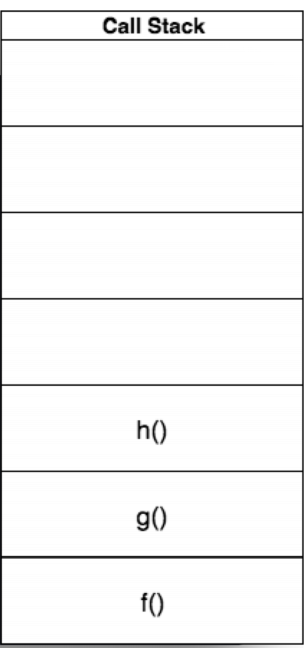 Call Stack
h()
g()
f()